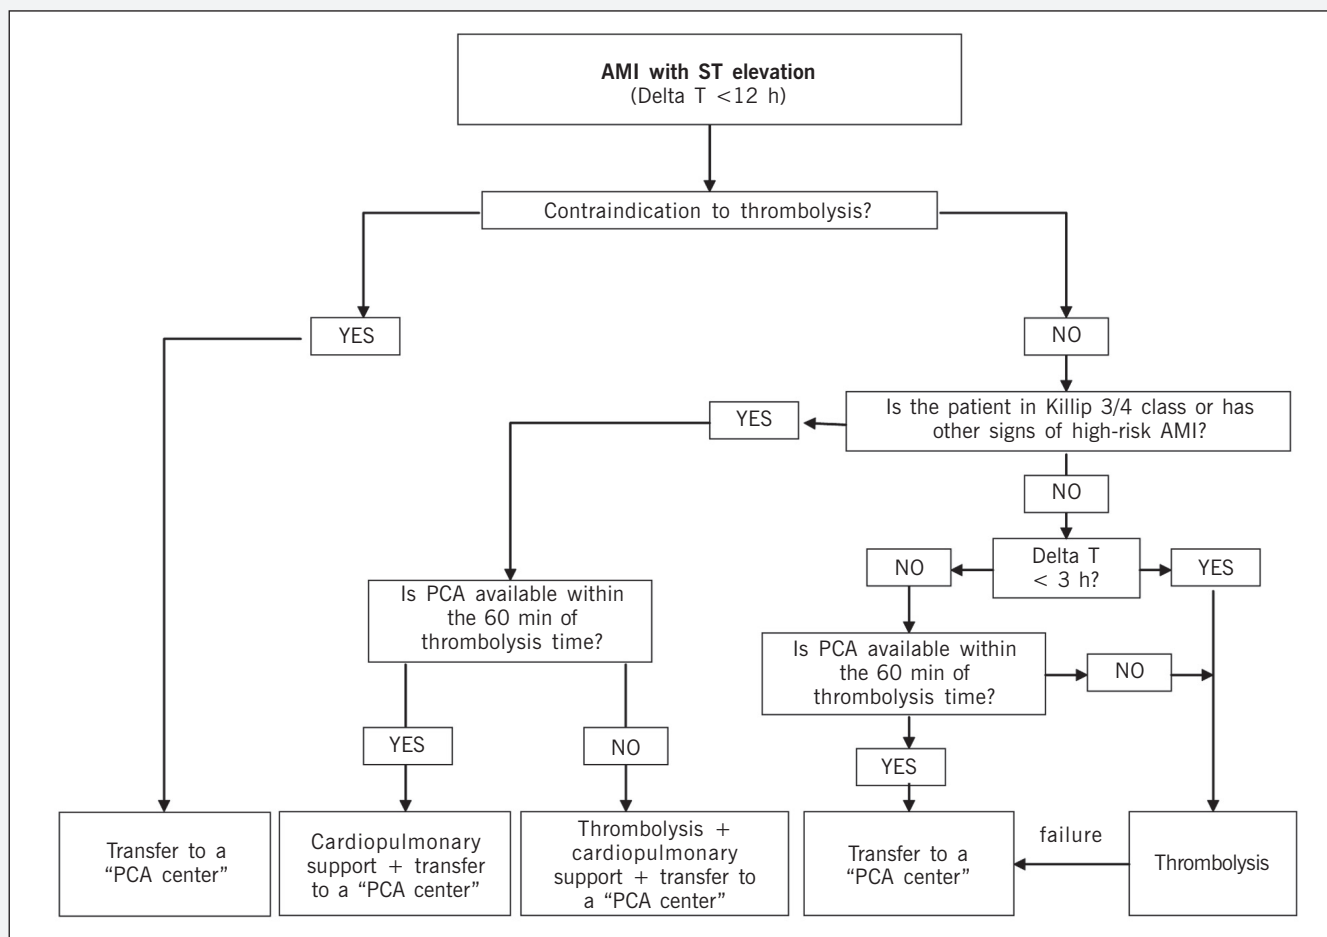 AMI with ST elevation
(Delta T <12 h)
Contraindication to thrombolysis?
YES
NO
Is the patient in Killip 3/4 class or has
other signs of high-risk AMI?
YES
NO
Delta T
< 3 h?
NO
YES
Is PCA available within
the 60 min of
thrombolysis time?
Is PCA available within
the 60 min of
thrombolysis time?
NO
YES
NO
YES
Transfer to a
“PCA center”
Cardiopulmonary
support + transfer
to a “PCA center”
Thrombolysis +
cardiopulmonary
support + transfer to
a “PCA center”
Transfer to a
“PCA center”
failure
Thrombolysis